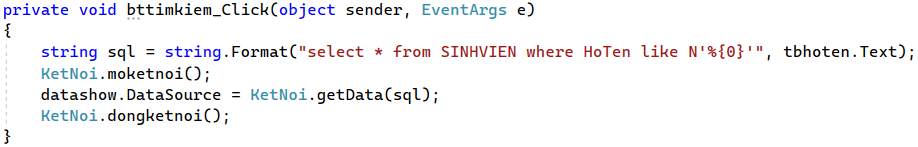 private void bttimkiem_Click(object sender, EventArgs e)
{
    string sql = string.Format("select * from SINHVIEN where HoTen like N'%{0}'", tbhoten.Text);
    KetNoi.moketnoi();
    datashow.DataSource = KetNoi.getData(sql);
    KetNoi.dongketnoi();
}